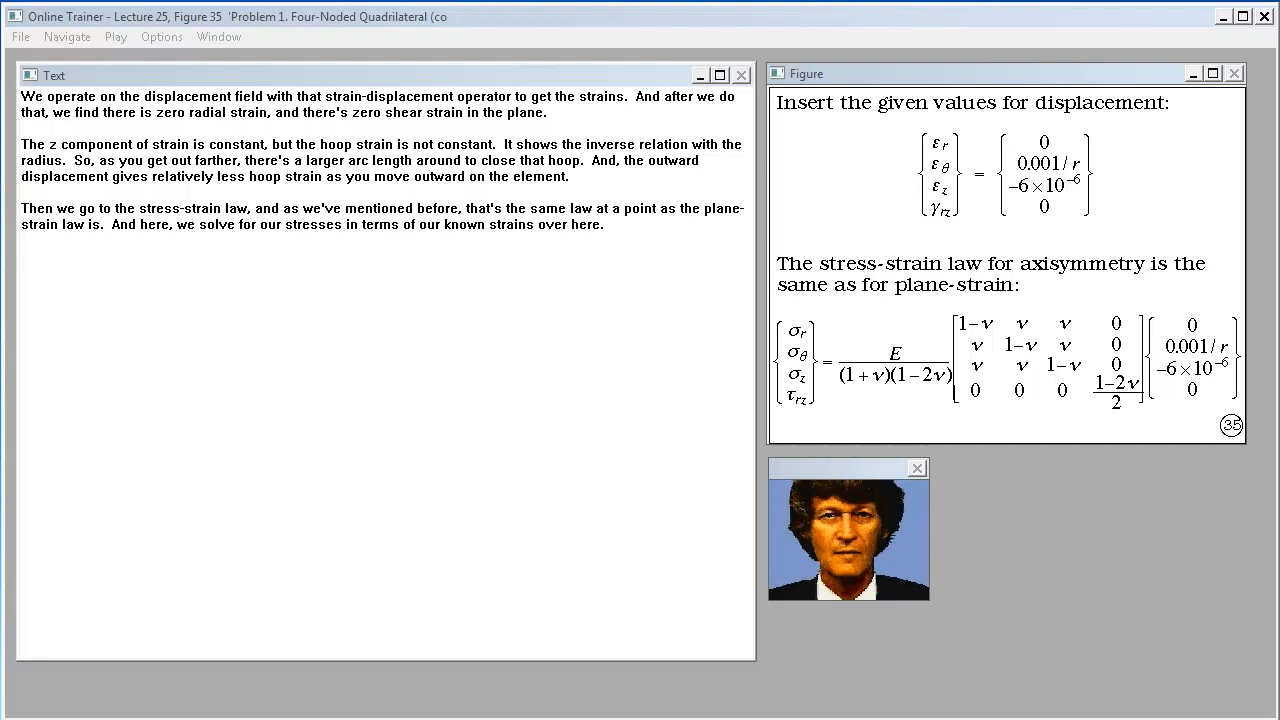 Online Trainer - Lecture 25, Figure 35 'Problem 1. Four-Noded Quadrilateral (co
File Navigate Play Options Window
Text
We operate on the displacement field with that strain-displacement operator to get the strains. And after we do
that, we find there is zero radial strain, and there's zero shear strain in the plane.
The z component of strain is constant, but the hoop strain is not constant. It shows the inverse relation with the
radius. So, as you get out farther, there's a larger arc length around to close that hoop. And, the outward
displacement gives relatively less hoop strain as you move outward on the element.
Then we go to the stress-strain law, and as we've mentioned before, that's the same law at a point as the plane-
strain law is. And here, we solve for our stresses in terms of our known strains over here.
Figure
Insert the given values for displacement:
εr 0
εθ 0.001/r
εz = −6×10⁻⁶
γrz 0
The stress-strain law for axisymmetry is the
same as for plane-strain:
σr 1−ν ν ν 0 0
σθ = E ν 1−ν ν 0 0.001/r
σz (1+ν)(1−2ν) ν ν 1−ν 0 −6×10⁻⁶
τrz 0 0 0 1−2ν 0
2
35